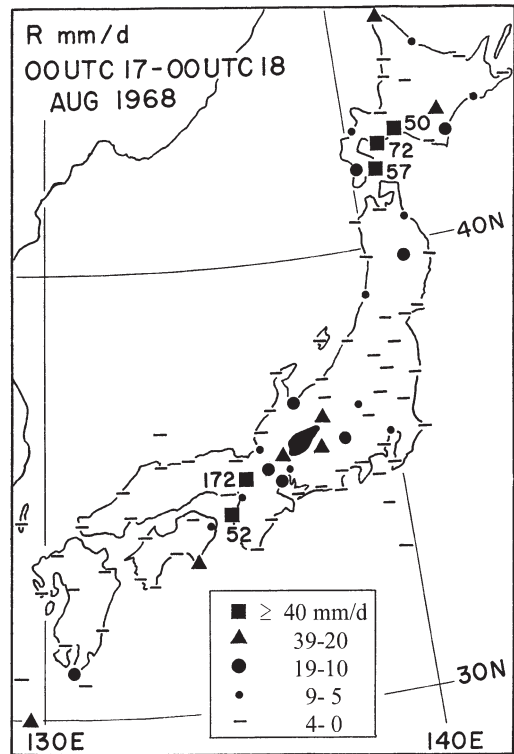 R mm/d
00UTC 17-00UTC 18
AUG 1968
50
72
57
40N
172
52
≥ 40 mm/d
39-20
19-10
9- 5
4- 0
30N
130E
140E